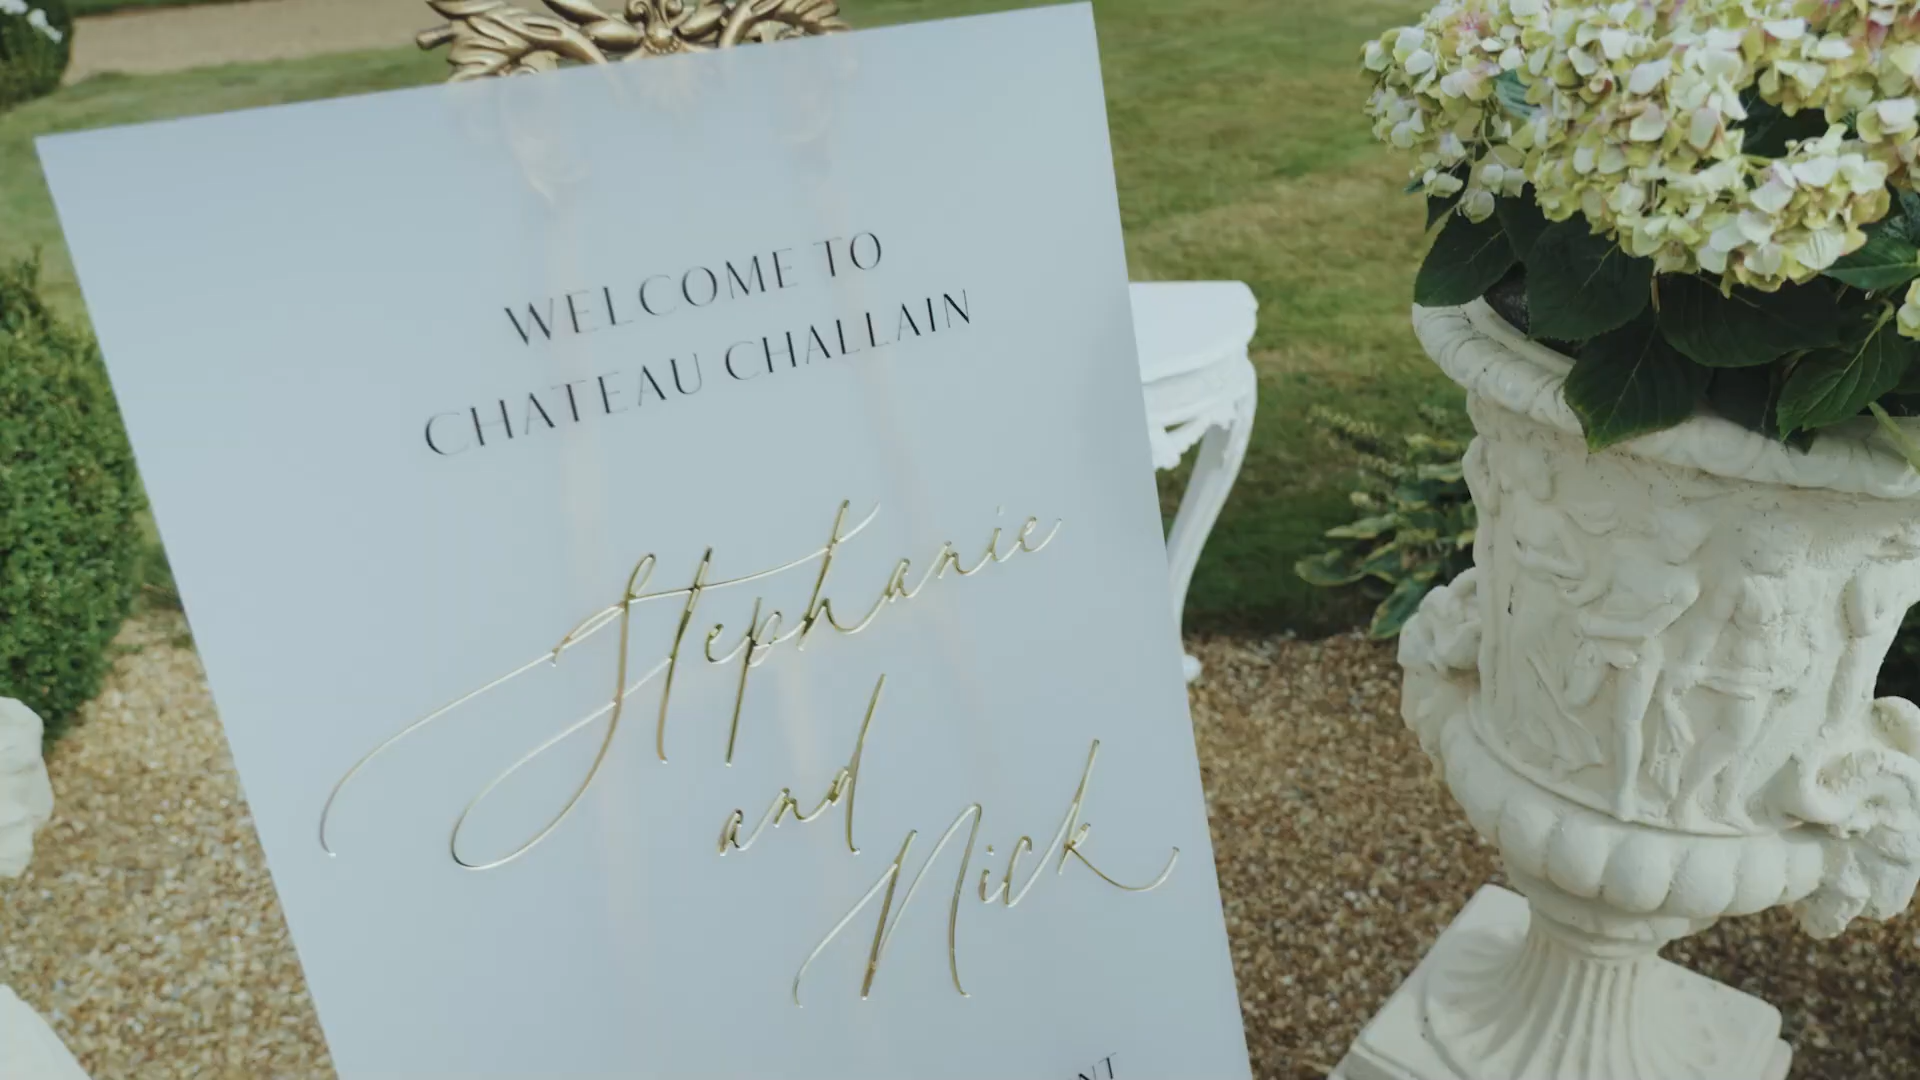 WELCOME TO
CHATEAU CHALLAIN
Stephanie
and
Nick